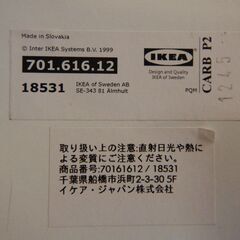 Made in Slovakia
© Inter IKEA Systems B.V. 1999
701.616.12
18531
IKEA of Sweden AB
SE-343 81 Älmhult
IKEA
Design and Quality
IKEA of Sweden
PQM
CARB P2
1245
取り扱い上の注意:直射日光や熱に
よる変質にご注意ください。
商品番号:70161612 / 18531
千葉県船橋市浜町2-3-30 5F
イケア・ジャパン株式会社